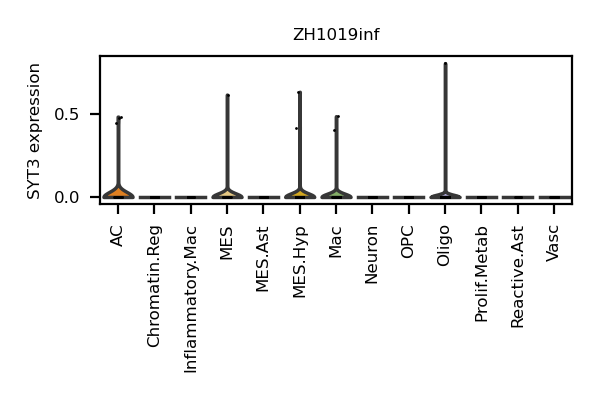 ZH1019inf
SYT3 expression
0.5
0.0
AC
Chromatin.Reg
Inflammatory.Mac
MES
MES.Ast
MES.Hyp
Mac
Neuron
OPC
Oligo
Prolif.Metab
Reactive.Ast
Vasc